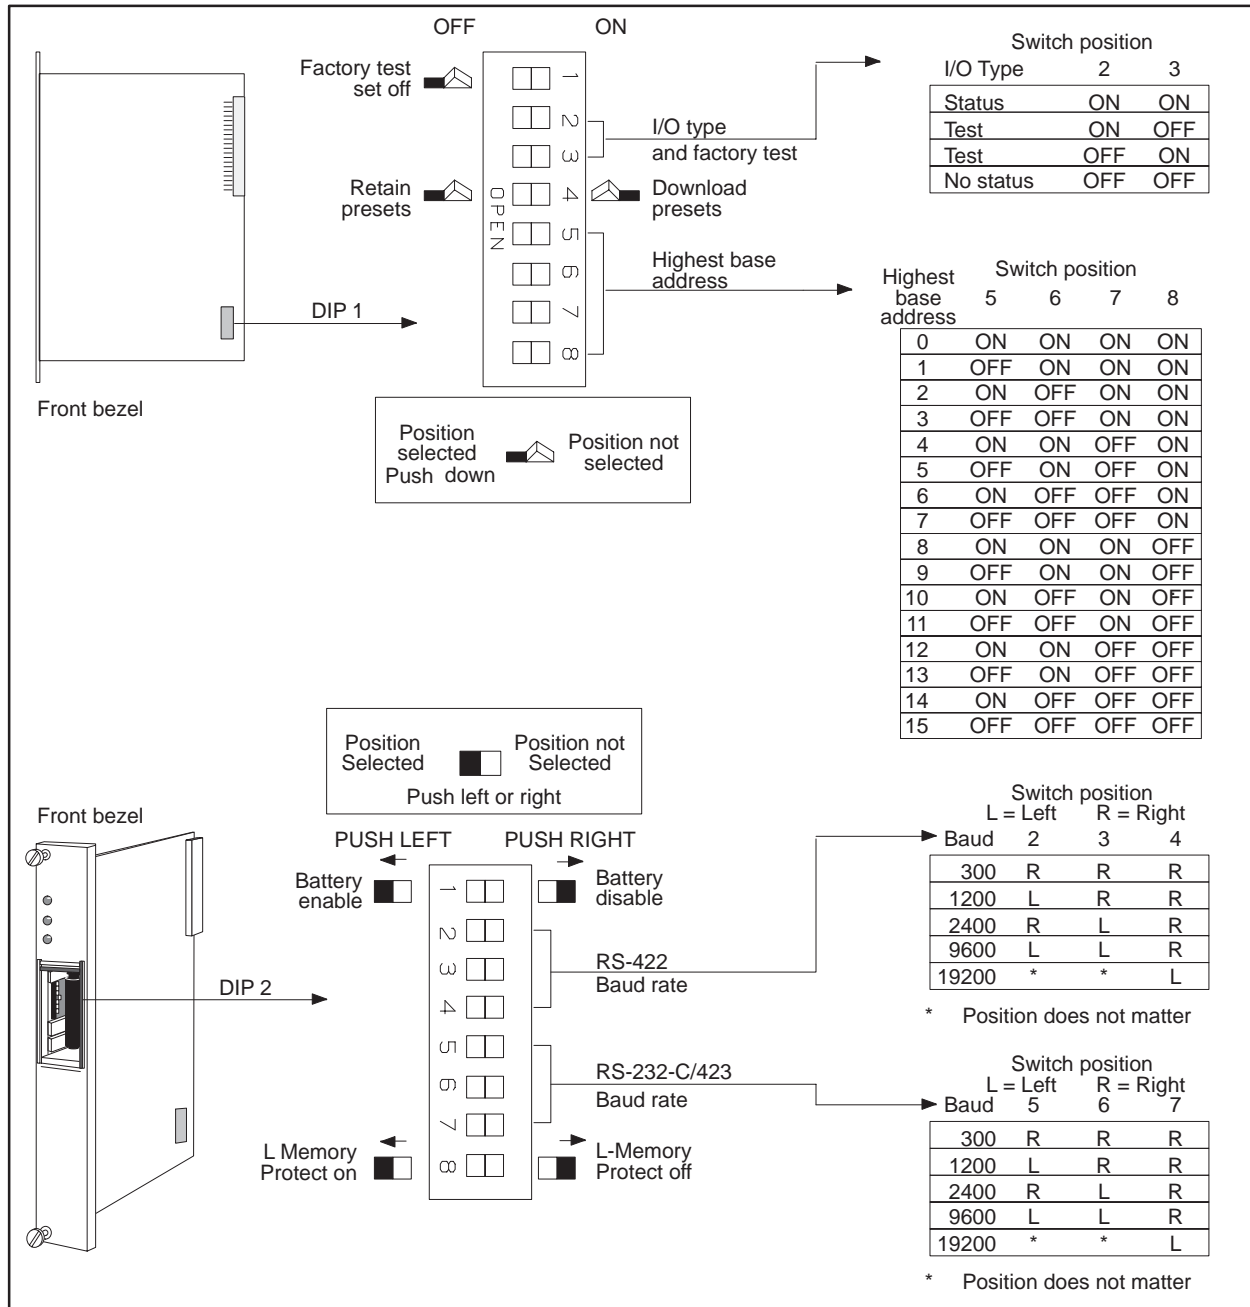 OFF ON
Factory test
set off
1
2
3
4
5
6
7
8
OPEN
I/O type
and factory test
Retain
presets
Download
presets
Highest base
address
DIP 1
Front bezel
Position
selected
Push down
Position not
selected
Switch position
I/O Type 2 3
Status ON ON
Test ON OFF
Test OFF ON
No status OFF OFF
Highest
base
address
Switch position
5 6 7 8
0 ON ON ON ON
1 OFF ON ON ON
2 ON OFF ON ON
3 OFF OFF ON ON
4 ON ON OFF ON
5 OFF ON OFF ON
6 ON OFF OFF ON
7 OFF OFF OFF ON
8 ON ON ON OFF
9 OFF ON ON OFF
10 ON OFF ON OFF
11 OFF OFF ON OFF
12 ON ON OFF OFF
13 OFF ON OFF OFF
14 ON OFF OFF OFF
15 OFF OFF OFF OFF
Position
Selected
Position not
Selected
Push left or right
Front bezel
PUSH LEFT PUSH RIGHT
Battery
enable
Battery
disable
1
2
3
4
5
6
7
8
DIP 2
RS-422
Baud rate
RS-232-C/423
Baud rate
L Memory
Protect on
L-Memory
Protect off
Switch position
L = Left R = Right
Baud 2 3 4
300 R R R
1200 L R R
2400 R L R
9600 L L R
19200 * * L
* Position does not matter
Switch position
L = Left R = Right
Baud 5 6 7
300 R R R
1200 L R R
2400 R L R
9600 L L R
19200 * * L
* Position does not matter